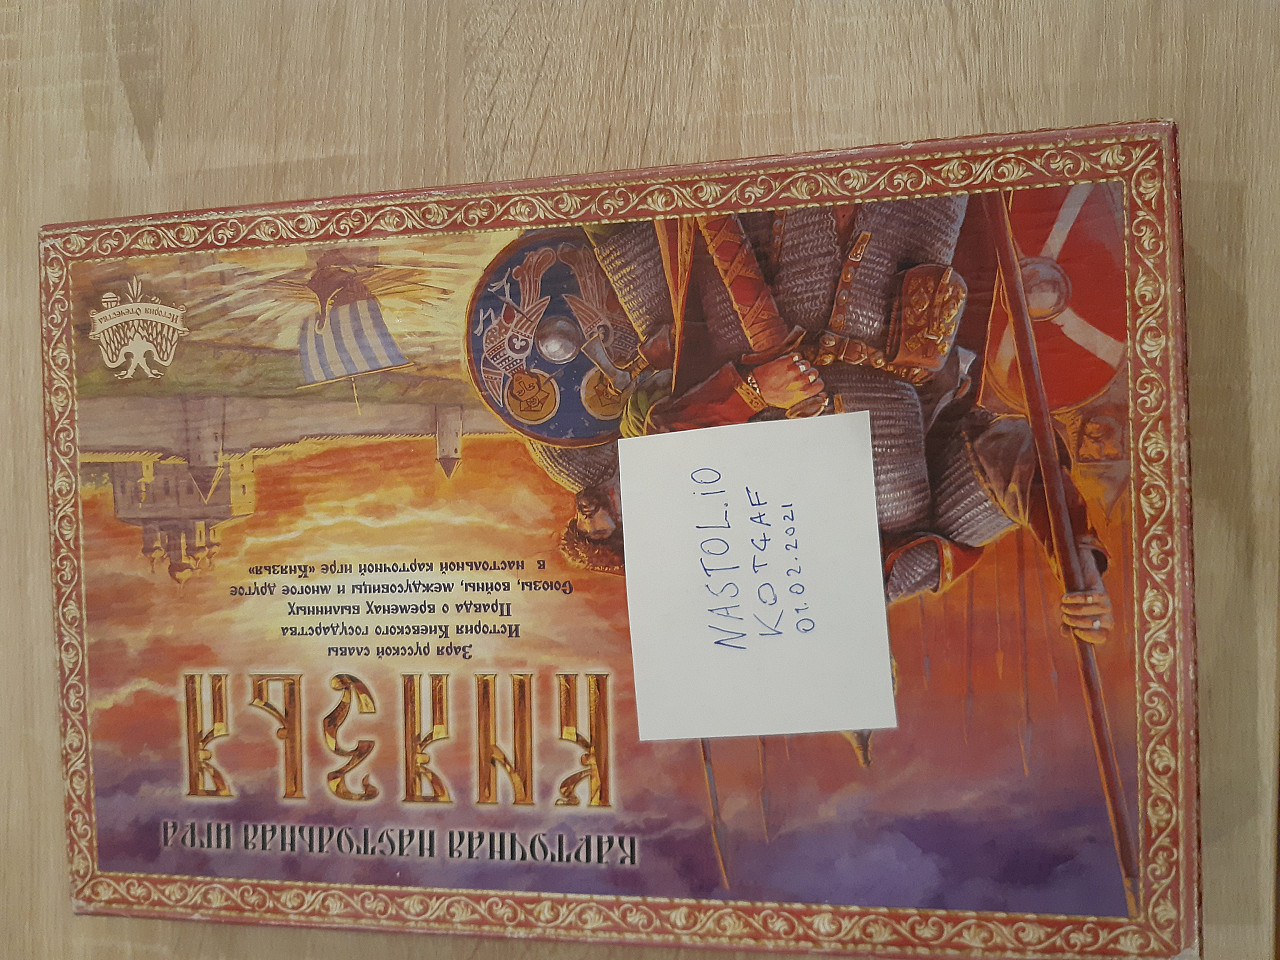 КАРТОЧНАЯ НАСТОЛЬНАЯ ИГРА
КНЯЗЬЯ
Заря русской славы
История Киевского государства
Правда о временах былинных
Союзы, войны, междусобицы и многое другое
в настольной карточной игре «Князья»
История Отечества
NASTOL.iO
KOT4AF
01.02.2021